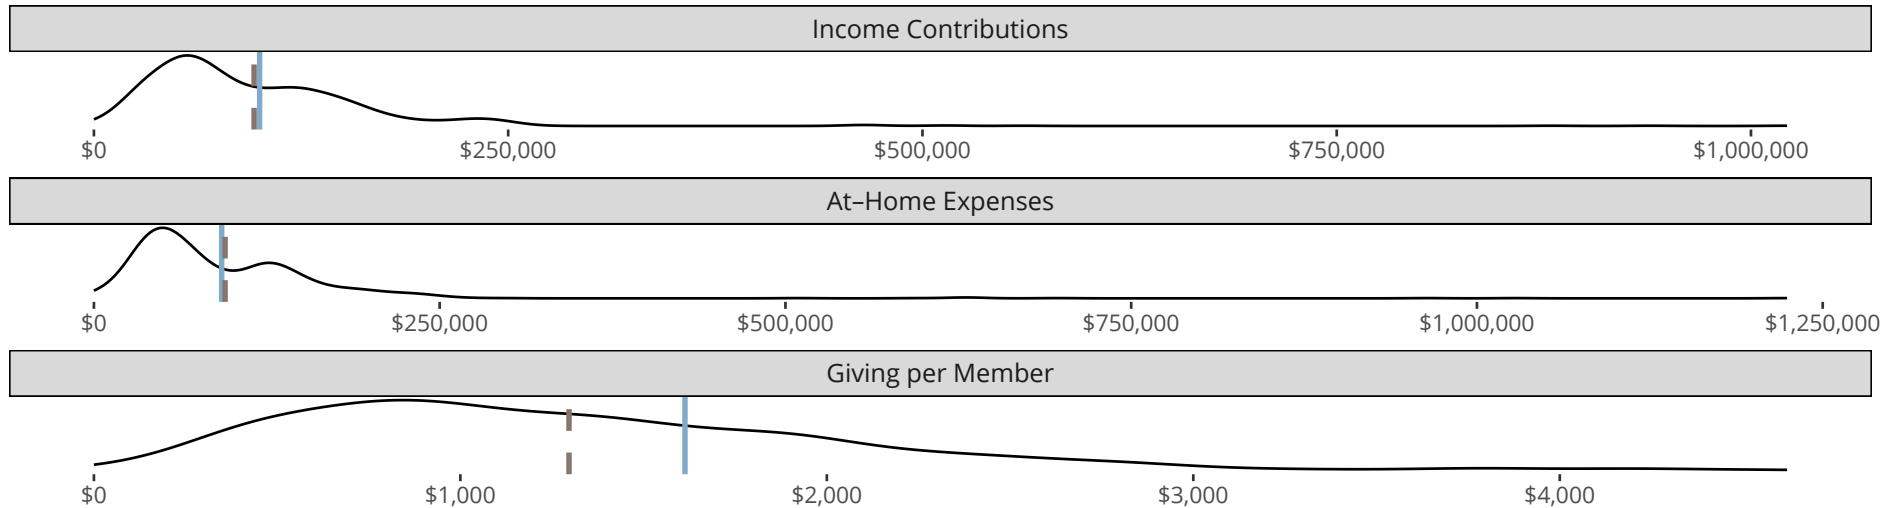 Income Contributions
$0 $250,000 $500,000 $750,000 $1,000,000
At–Home Expenses
$0 $250,000 $500,000 $750,000 $1,000,000 $1,250,000
Giving per Member
$0 $1,000 $2,000 $3,000 $4,000